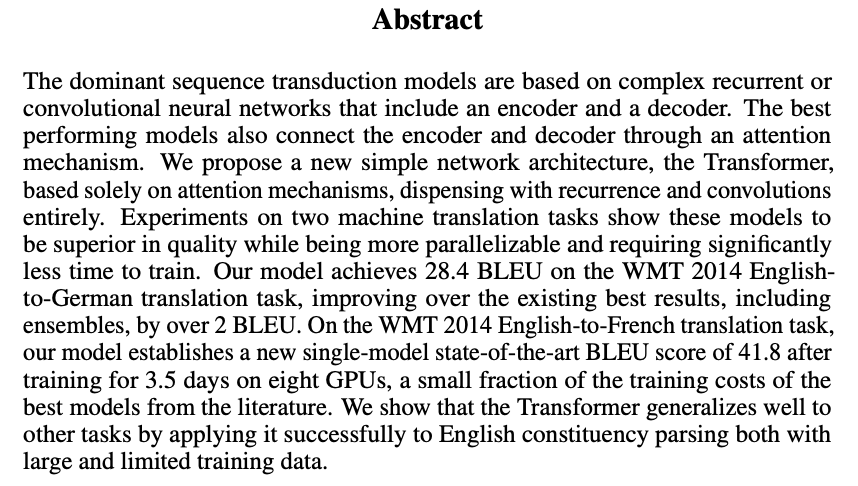 Abstract
The dominant sequence transduction models are based on complex recurrent or
convolutional neural networks that include an encoder and a decoder. The best
performing models also connect the encoder and decoder through an attention
mechanism. We propose a new simple network architecture, the Transformer,
based solely on attention mechanisms, dispensing with recurrence and convolutions
entirely. Experiments on two machine translation tasks show these models to
be superior in quality while being more parallelizable and requiring significantly
less time to train. Our model achieves 28.4 BLEU on the WMT 2014 English-
to-German translation task, improving over the existing best results, including
ensembles, by over 2 BLEU. On the WMT 2014 English-to-French translation task,
our model establishes a new single-model state-of-the-art BLEU score of 41.8 after
training for 3.5 days on eight GPUs, a small fraction of the training costs of the
best models from the literature. We show that the Transformer generalizes well to
other tasks by applying it successfully to English constituency parsing both with
large and limited training data.